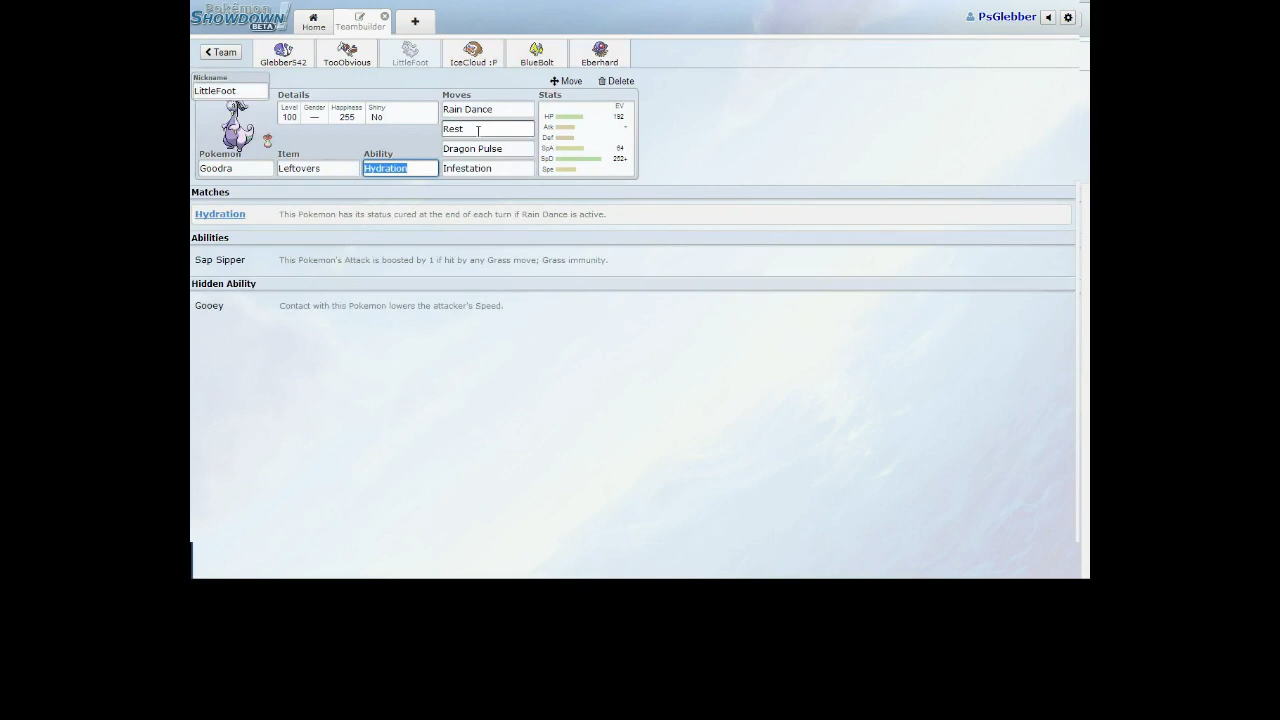 Pokémon
SHOWDOWN
BETA
Home
Teambuilder
+
PsGlebber
Team
Glebber542
TooObvious
LittleFoot
IceCloud :P
BlueBolt
Eberhard
Nickname
LittleFoot
Move
Delete
Details
Level Gender Happiness Shiny
100 — 255 No
Pokemon
Goodra
Item
Leftovers
Ability
Hydration
Moves
Rain Dance
Rest
Dragon Pulse
Infestation
Stats
EV
HP 192
Atk -
Def
SpA 64
SpD 252+
Spe
Matches
Hydration This Pokemon has its status cured at the end of each turn if Rain Dance is active.
Abilities
Sap Sipper This Pokemon's Attack is boosted by 1 if hit by any Grass move; Grass immunity.
Hidden Ability
Gooey Contact with this Pokemon lowers the attacker's Speed.